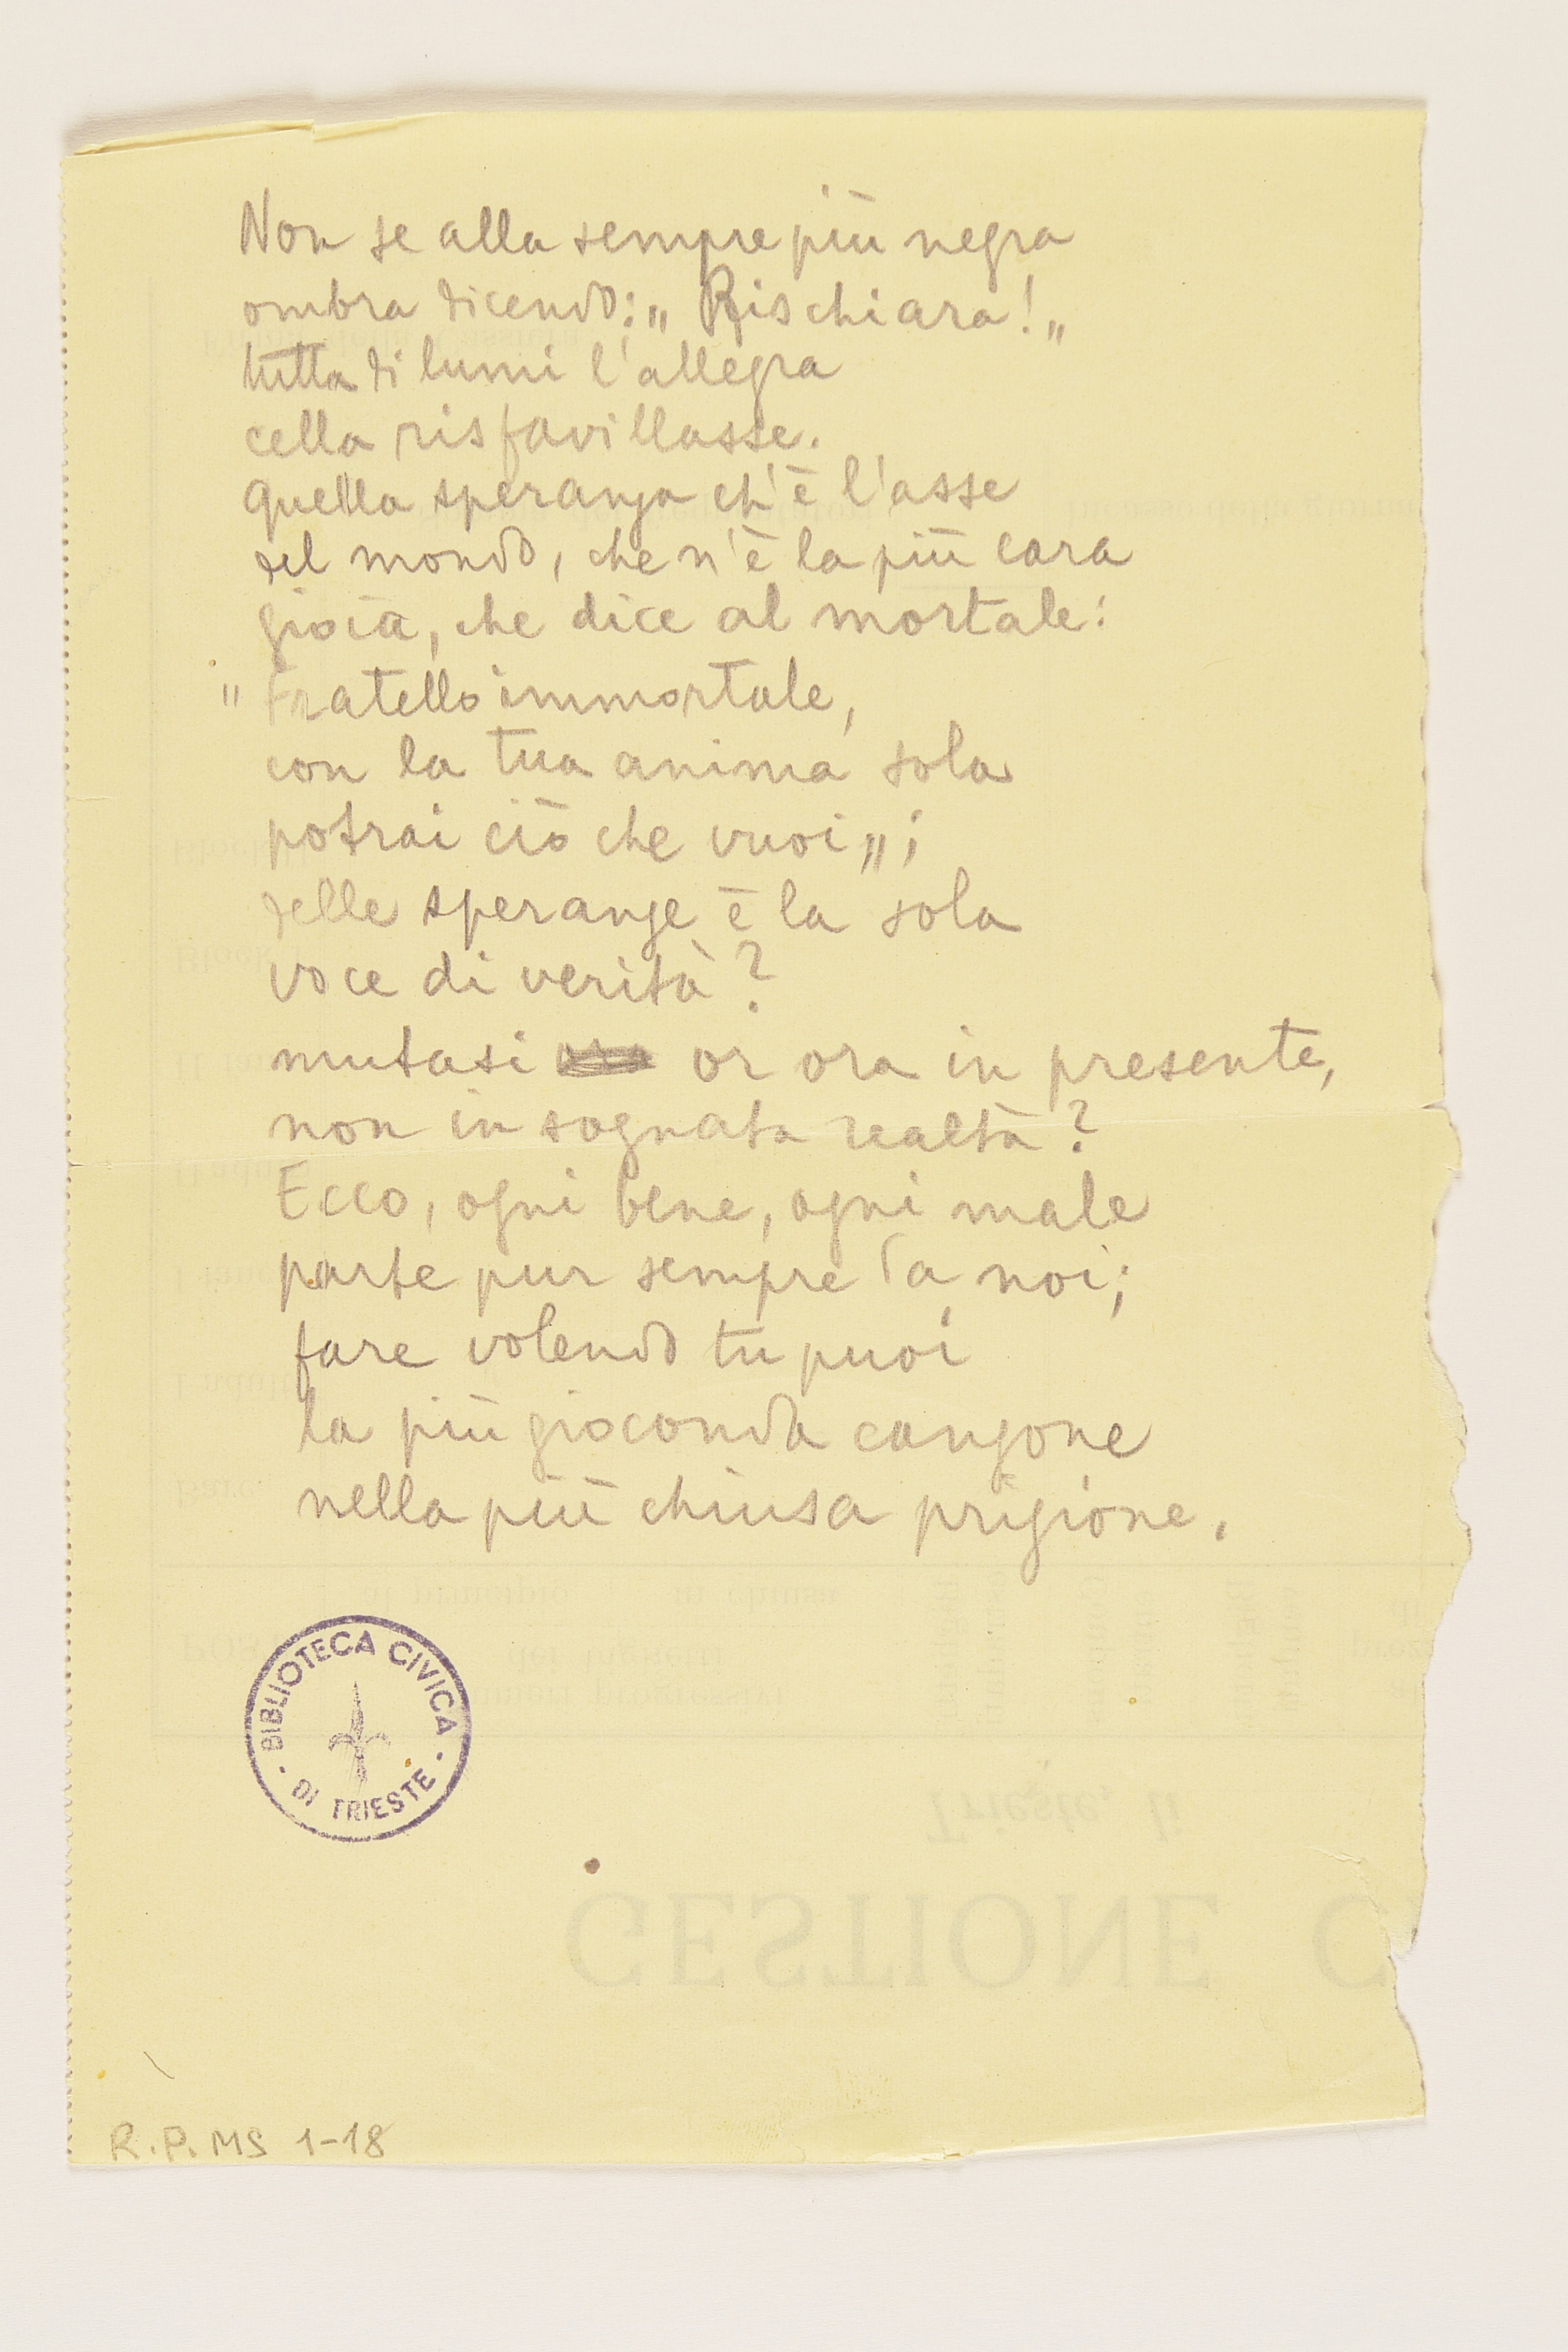 Non se alla sempre più negra
ombra dicendo: „ Rischiara! „
tutta di lumi l'allegra
cella risfavillasse.
Quella speranza ch'è l'asse
del mondo, che n'è la più cara
gioia, che dice al mortale:
" Fratello immortale,
con la tua anima sola
potrai ciò che vuoi „ ;
delle speranze è la sola
voce di verità ?
mutasi or ora in presente,
non in sognata realtà ?
Ecco, ogni bene, ogni male
parte pur sempre da noi;
fare volendo tu puoi
la più gioconda canzone
nella più chiusa prigione.
BIBLIOTECA CIVICA
DI TRIESTE
Trieste, li
GESTIONE C
R.P. MS 1-18